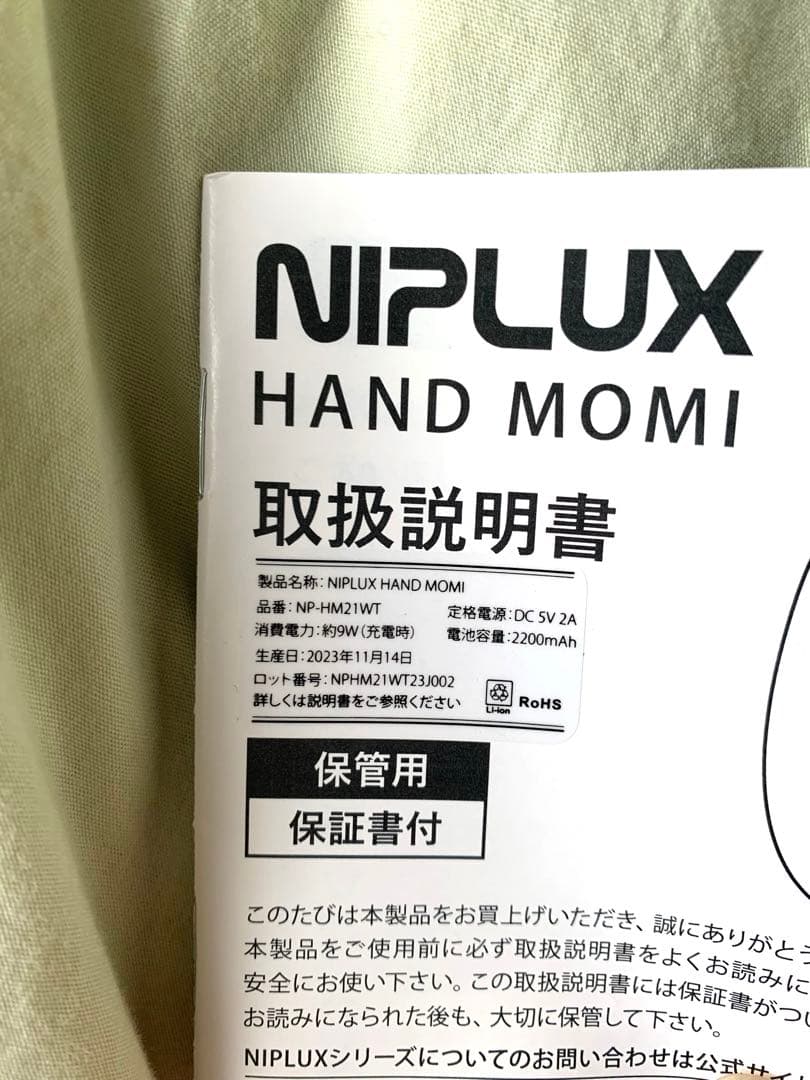 NIPLUX
HAND MOMI
取扱説明書
製品名称：NIPLUX HAND MOMI
品番：NP-HM21WT 定格電源：DC 5V 2A
消費電力：約9W（充電時） 電池容量：2200mAh
生産日：2023年11月14日
ロット番号：NPHM21WT23J002
詳しくは説明書をご参照ください Li-ion RoHS
保管用
保証書付
このたびは本製品をお買上げいただき、誠にありがとう
本製品をご使用前に必ず取扱説明書をよくお読みに
安全にお使い下さい。この取扱説明書には保証書がつい
お読みになられた後も、大切に保管して下さい。
NIPLUXシリーズについてのお問い合わせは公式サイ